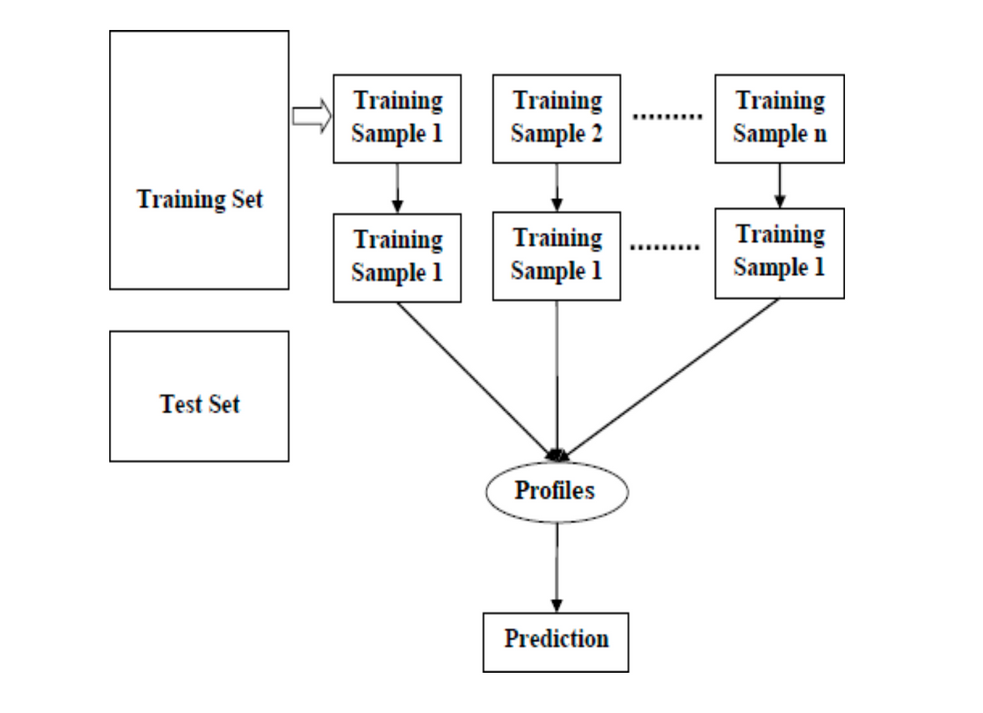 Training
Sample 1
Training
Sample 2
Training
Sample n
Training Set
Training
Sample 1
Training
Sample 1
Training
Sample 1
Test Set
Profiles
Prediction